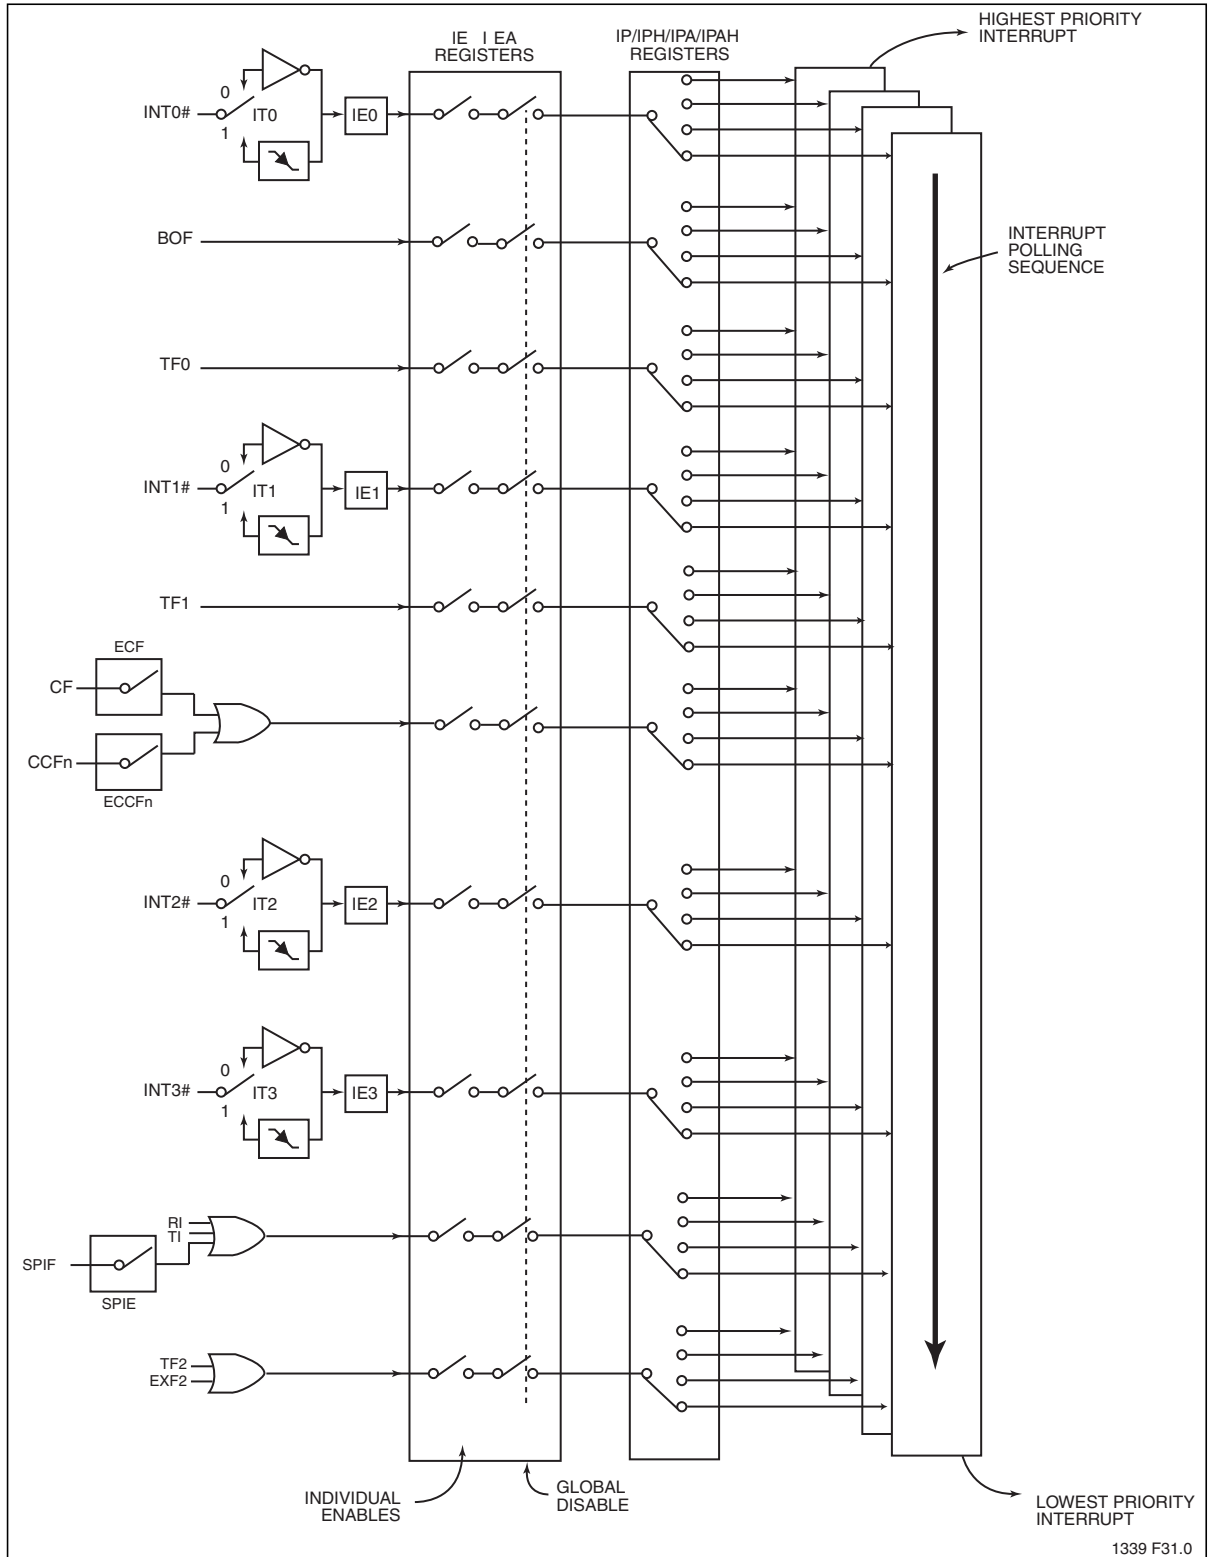 HIGHEST PRIORITY
INTERRUPT
IE I EA
REGISTERS
IP/IPH/IPA/IPAH
REGISTERS
0
INT0#
IT0
1
IE0
BOF
INTERRUPT
POLLING
SEQUENCE
TF0
0
INT1#
IT1
1
IE1
TF1
ECF
CF
CCFn
ECCFn
0
INT2#
IT2
1
IE2
0
INT3#
IT3
1
IE3
RI
TI
SPIF
SPIE
TF2
EXF2
INDIVIDUAL
ENABLES
GLOBAL
DISABLE
LOWEST PRIORITY
INTERRUPT
1339 F31.0